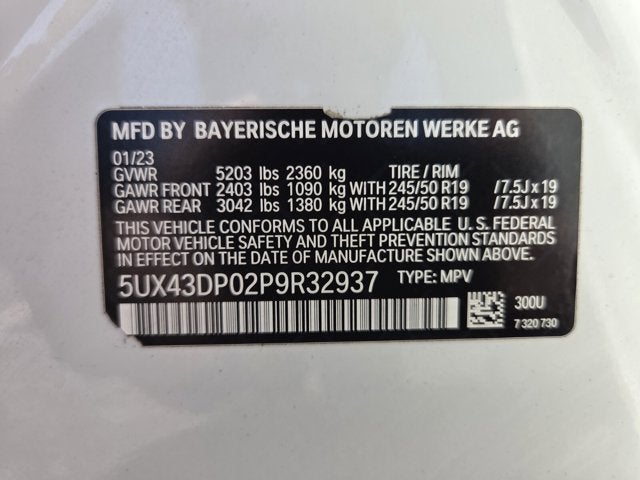 MFD BY BAYERISCHE MOTOREN WERKE AG
01/23
GVWR 5203 lbs 2360 kg TIRE / RIM
GAWR FRONT 2403 lbs 1090 kg WITH 245/50 R19 /7.5J x 19
GAWR REAR 3042 lbs 1380 kg WITH 245/50 R19 /7.5J x 19
THIS VEHICLE CONFORMS TO ALL APPLICABLE U. S. FEDERAL
MOTOR VEHICLE SAFETY AND THEFT PREVENTION STANDARDS
IN EFFECT ON THE DATE OF MANUFACTURE SHOWN ABOVE.
5UX43DP02P9R32937 TYPE: MPV
300U
7 320 730